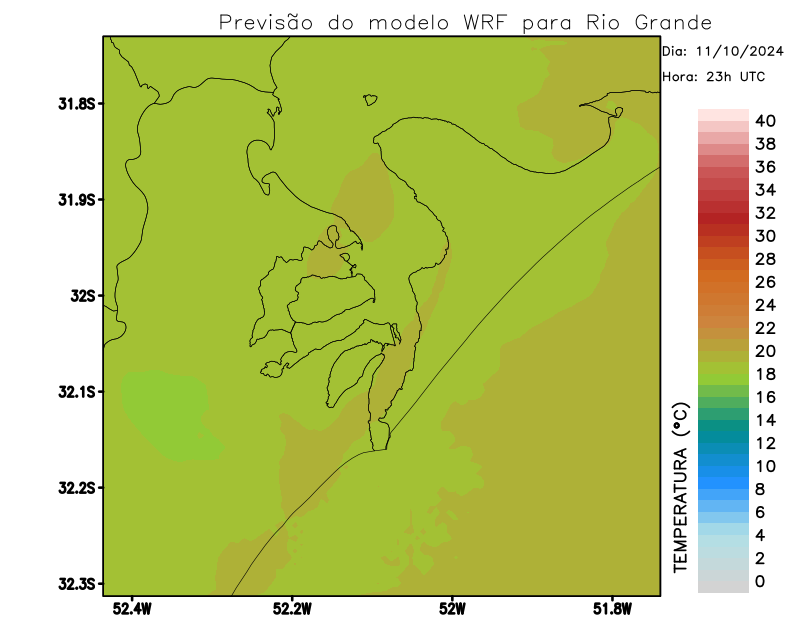 Previsão do modelo WRF para Rio Grande
Dia: 11/10/2024
Hora: 23h UTC
31.8S
31.9S
32S
32.1S
32.2S
32.3S
52.4W
52.2W
52W
51.8W
40
38
36
34
32
30
28
26
24
22
20
18
16
14
12
10
8
6
4
2
0
TEMPERATURA (°C)